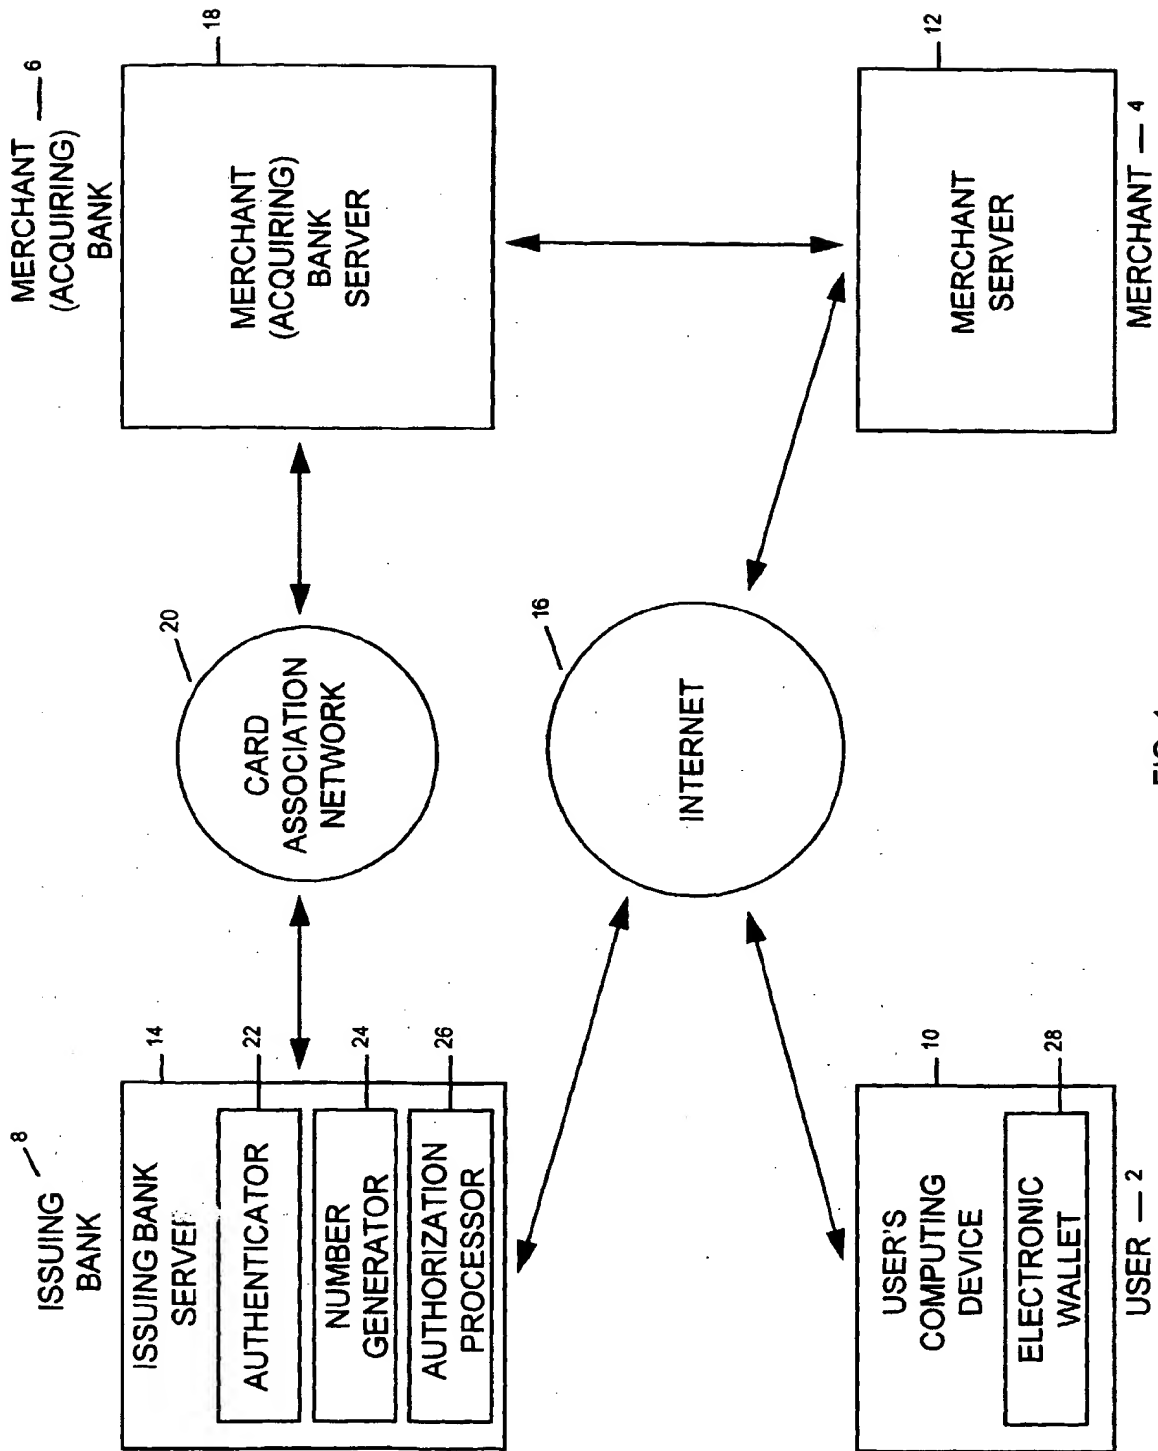 ISSUING
BANK
8
ISSUING BANK
SERVER
14
AUTHENTICATOR
22
NUMBER
GENERATOR
24
AUTHORIZATION
PROCESSOR
26
CARD
ASSOCIATION
NETWORK
20
MERCHANT
(ACQUIRING)
BANK
6
MERCHANT
(ACQUIRING)
BANK
SERVER
18
INTERNET
16
USER'S
COMPUTING
DEVICE
10
ELECTRONIC
WALLET
28
USER
2
MERCHANT
SERVER
12
MERCHANT
4